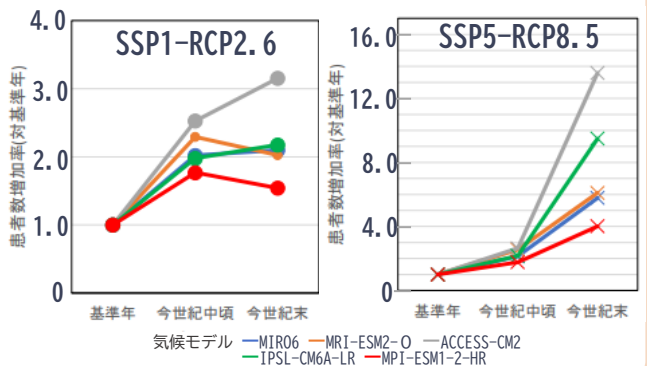 SSP1-RCP2.6
患者数増加率(対基準年)
4.0
3.0
2.0
1.0
0
基準年 今世紀中頃 今世紀末
SSP5-RCP8.5
患者数増加率(対基準年)
16.0
12.0
8.0
4.0
0
基準年 今世紀中頃 今世紀末
気候モデル MIRO6 MRI-ESM2-O ACCESS-CM2
IPSL-CM6A-LR MPI-ESM1-2-HR